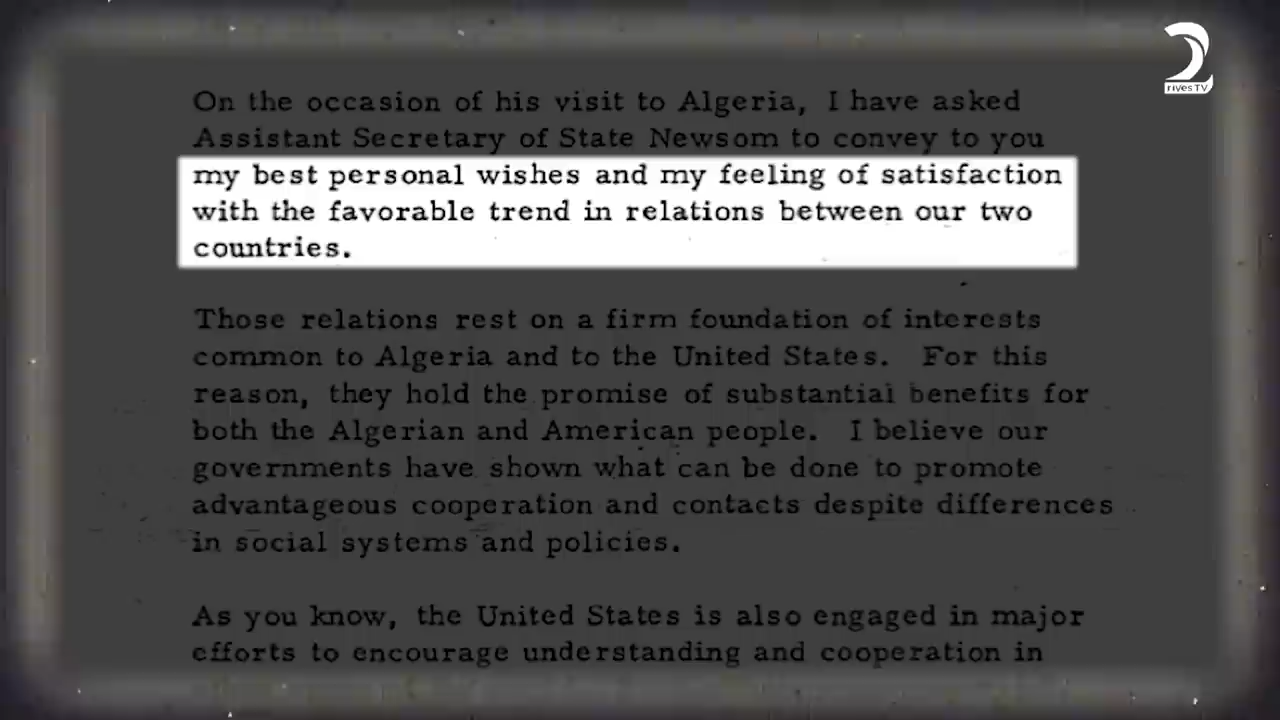 2
rives TV
On the occasion of his visit to Algeria, I have asked
Assistant Secretary of State Newsom to convey to you
my best personal wishes and my feeling of satisfaction
with the favorable trend in relations between our two
countries.
Those relations rest on a firm foundation of interests
common to Algeria and to the United States. For this
reason, they hold the promise of substantial benefits for
both the Algerian and American people. I believe our
governments have shown what can be done to promote
advantageous cooperation and contacts despite differences
in social systems and policies.
As you know, the United States is also engaged in major
efforts to encourage understanding and cooperation in